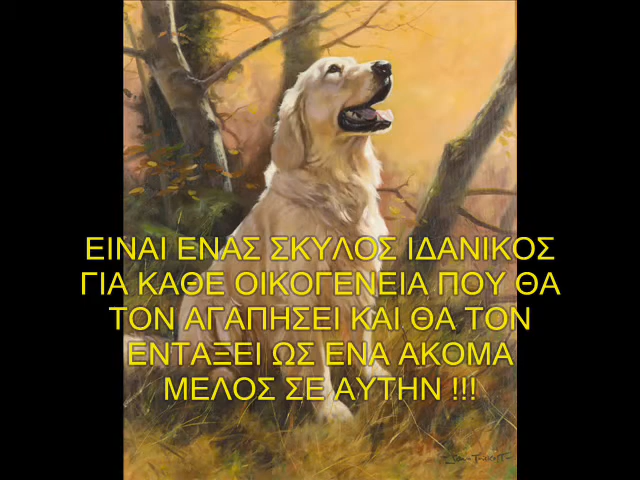 ΕΙΝΑΙ ΕΝΑΣ ΣΚΥΛΟΣ ΙΔΑΝΙΚΟΣ
ΓΙΑ ΚΑΘΕ ΟΙΚΟΓΕΝΕΙΑ ΠΟΥ ΘΑ
ΤΟΝ ΑΓΑΠΗΣΕΙ ΚΑΙ ΘΑ ΤΟΝ
ΕΝΤΑΞΕΙ ΩΣ ΕΝΑ ΑΚΟΜΑ
ΜΕΛΟΣ ΣΕ ΑΥΤΗΝ !!!